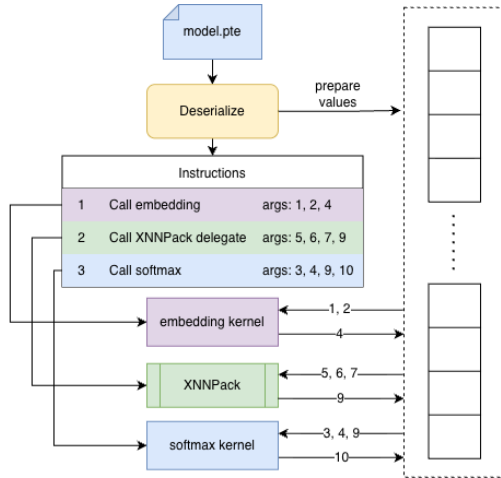 model.pte
Deserialize
prepare
values
Instructions
1 Call embedding args: 1, 2, 4
2 Call XNNPack delegate args: 5, 6, 7, 9
3 Call softmax args: 3, 4, 9, 10
embedding kernel
1, 2
4
XNNPack
5, 6, 7
9
softmax kernel
3, 4, 9
10